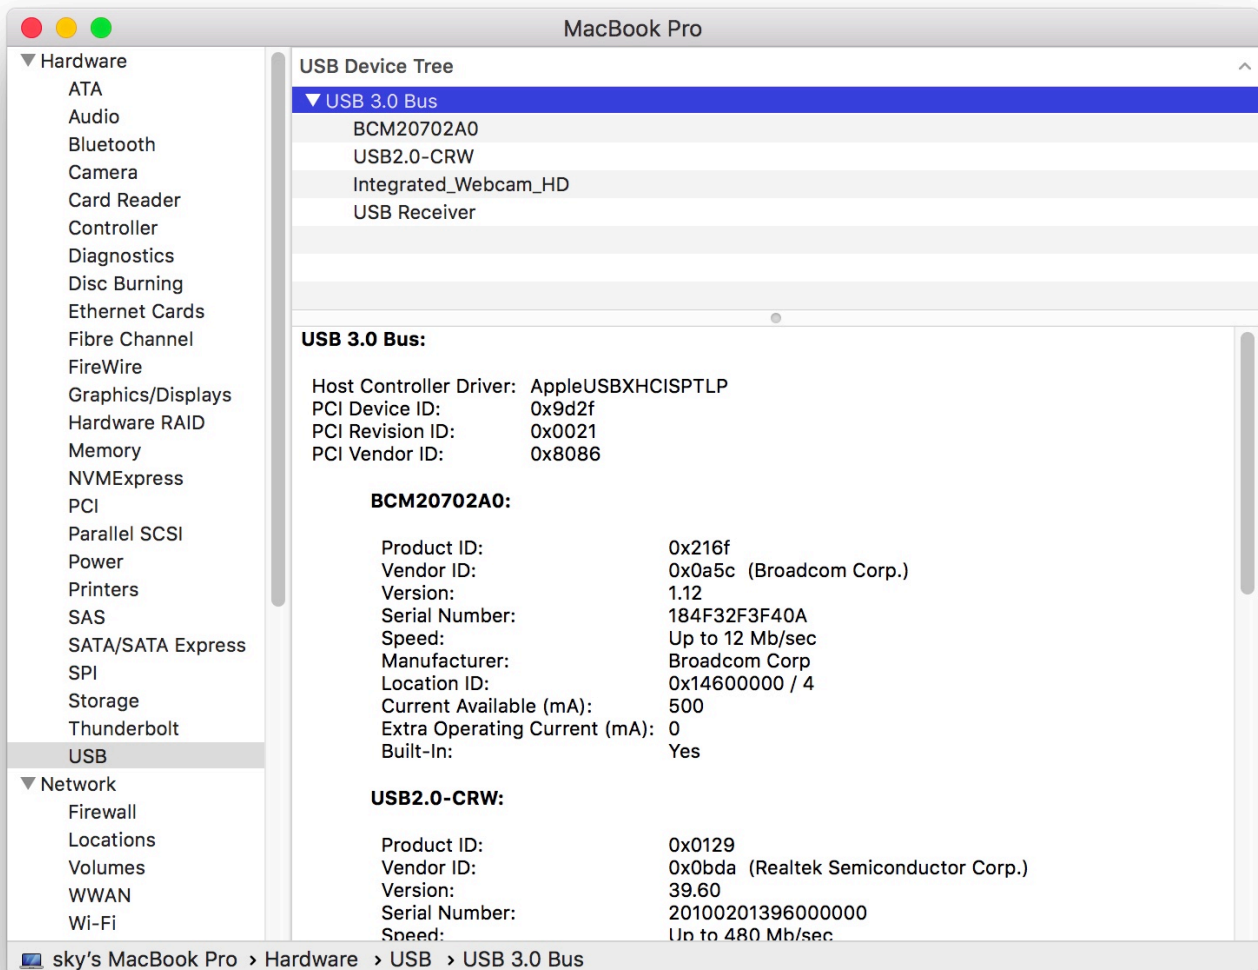 MacBook Pro
Hardware
ATA
Audio
Bluetooth
Camera
Card Reader
Controller
Diagnostics
Disc Burning
Ethernet Cards
Fibre Channel
FireWire
Graphics/Displays
Hardware RAID
Memory
NVMExpress
PCI
Parallel SCSI
Power
Printers
SAS
SATA/SATA Express
SPI
Storage
Thunderbolt
USB
Network
Firewall
Locations
Volumes
WWAN
Wi-Fi
USB Device Tree
USB 3.0 Bus
BCM20702A0
USB2.0-CRW
Integrated_Webcam_HD
USB Receiver
USB 3.0 Bus:
Host Controller Driver: AppleUSBXHCISPTLP
PCI Device ID: 0x9d2f
PCI Revision ID: 0x0021
PCI Vendor ID: 0x8086
BCM20702A0:
Product ID: 0x216f
Vendor ID: 0x0a5c (Broadcom Corp.)
Version: 1.12
Serial Number: 184F32F3F40A
Speed: Up to 12 Mb/sec
Manufacturer: Broadcom Corp
Location ID: 0x14600000 / 4
Current Available (mA): 500
Extra Operating Current (mA): 0
Built-In: Yes
USB2.0-CRW:
Product ID: 0x0129
Vendor ID: 0x0bda (Realtek Semiconductor Corp.)
Version: 39.60
Serial Number: 20100201396000000
Speed: Up to 480 Mb/sec
sky's MacBook Pro › Hardware › USB › USB 3.0 Bus